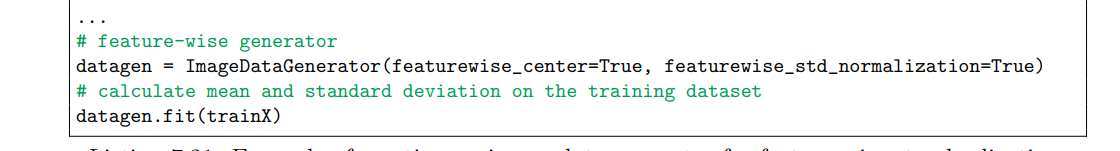 ...
# feature-wise generator
datagen = ImageDataGenerator(featurewise_center=True, featurewise_std_normalization=True)
# calculate mean and standard deviation on the training dataset
datagen.fit(trainX)